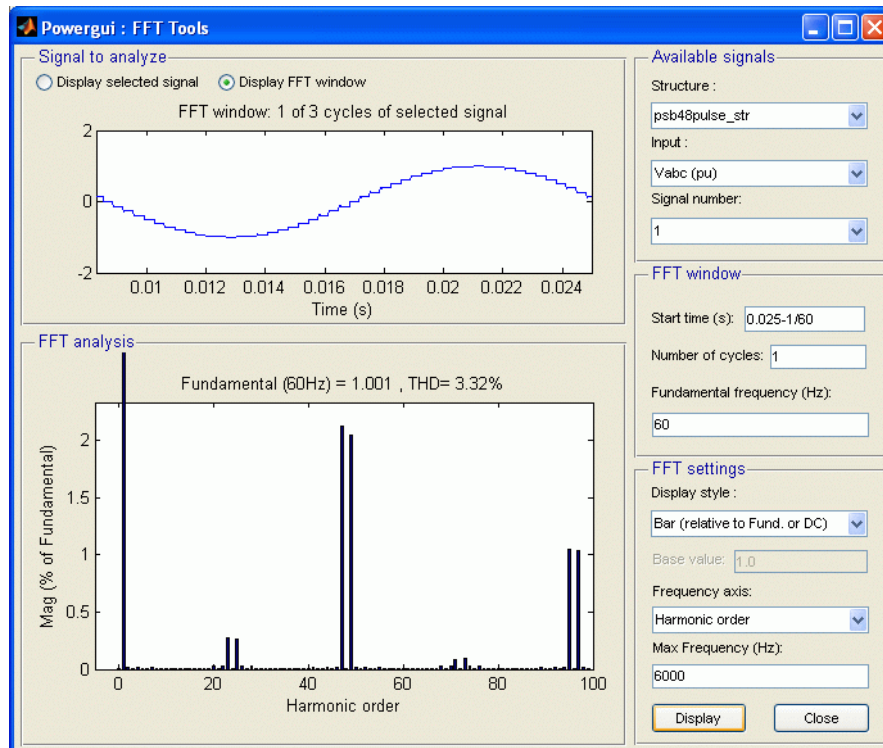 Powergui : FFT Tools
Signal to analyze
Display selected signal
Display FFT window
FFT window: 1 of 3 cycles of selected signal
2
0
-2
0.01 0.012 0.014 0.016 0.018 0.02 0.022 0.024
Time (s)
FFT analysis
Fundamental (60Hz) = 1.001 , THD= 3.32%
Mag (% of Fundamental)
2
1.5
1
0.5
0
0 20 40 60 80 100
Harmonic order
Available signals
Structure :
psb48pulse_str
Input :
Vabc (pu)
Signal number:
1
FFT window
Start time (s): 0.025-1/60
Number of cycles: 1
Fundamental frequency (Hz):
60
FFT settings
Display style :
Bar (relative to Fund. or DC)
Base value: 1.0
Frequency axis:
Harmonic order
Max Frequency (Hz):
6000
Display
Close